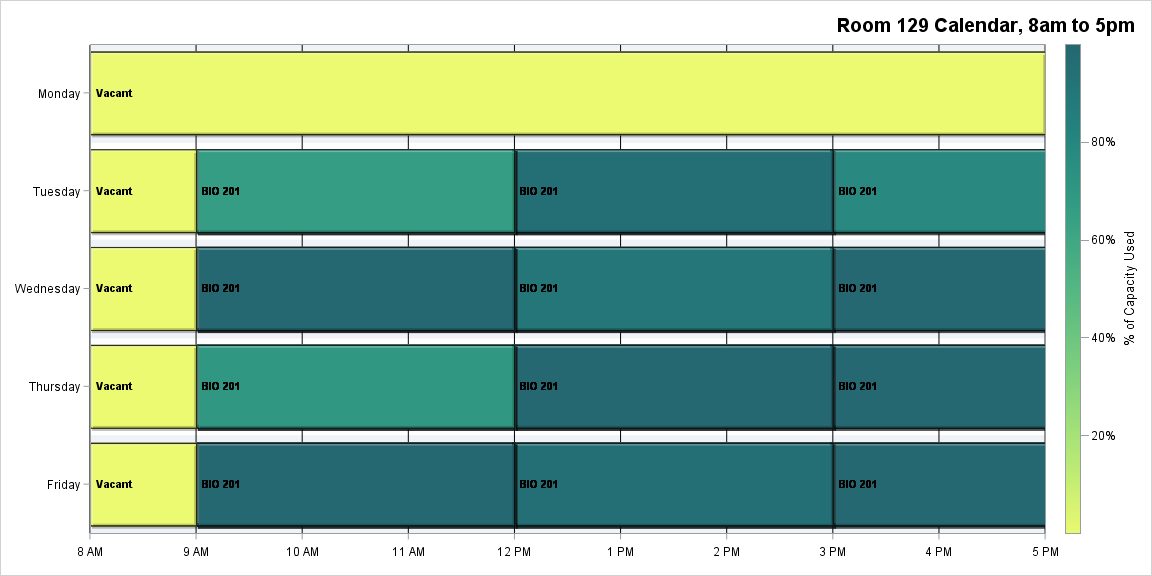 Room 129 Calendar, 8am to 5pm
Monday
Vacant
Tuesday
Vacant
BIO 201
BIO 201
BIO 201
Wednesday
Vacant
BIO 201
BIO 201
BIO 201
Thursday
Vacant
BIO 201
BIO 201
BIO 201
Friday
Vacant
BIO 201
BIO 201
BIO 201
8 AM
9 AM
10 AM
11 AM
12 PM
1 PM
2 PM
3 PM
4 PM
5 PM
80%
60%
40%
20%
% of Capacity Used